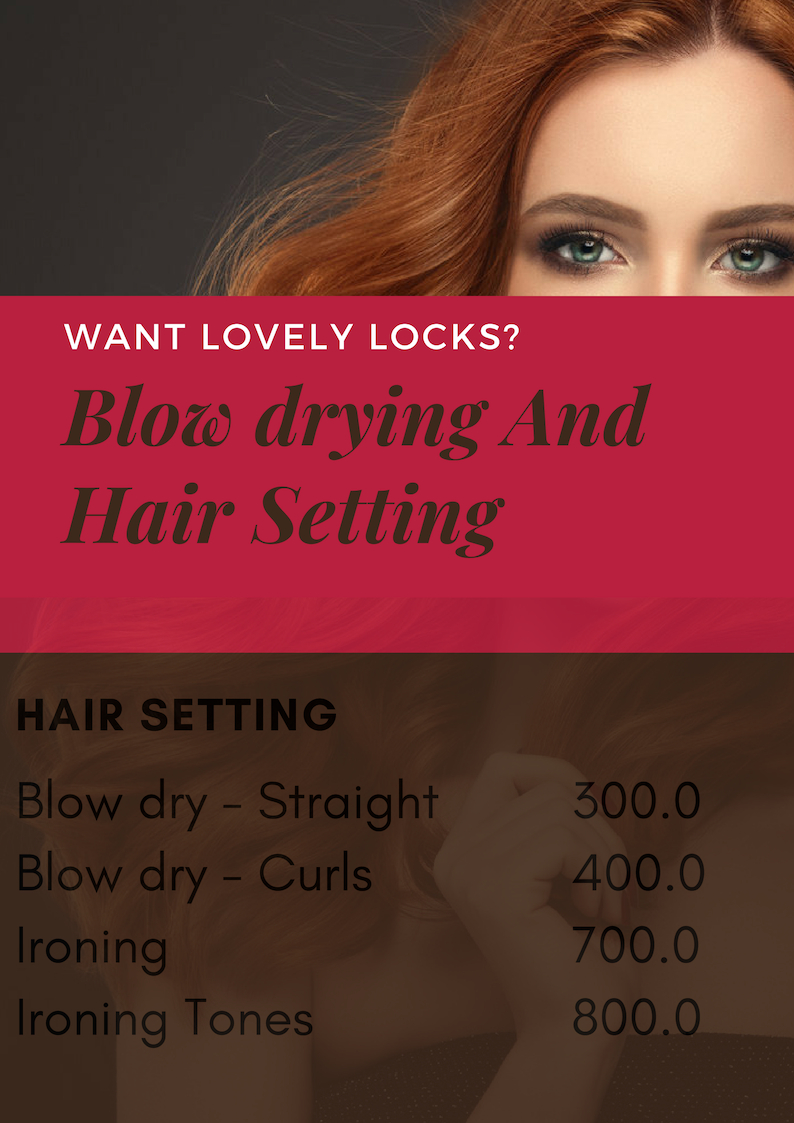 WANT LOVELY LOCKS?
Blow drying And
Hair Setting
HAIR SETTING
Blow dry - Straight 300.0
Blow dry - Curls 400.0
Ironing 700.0
Ironing Tones 800.0